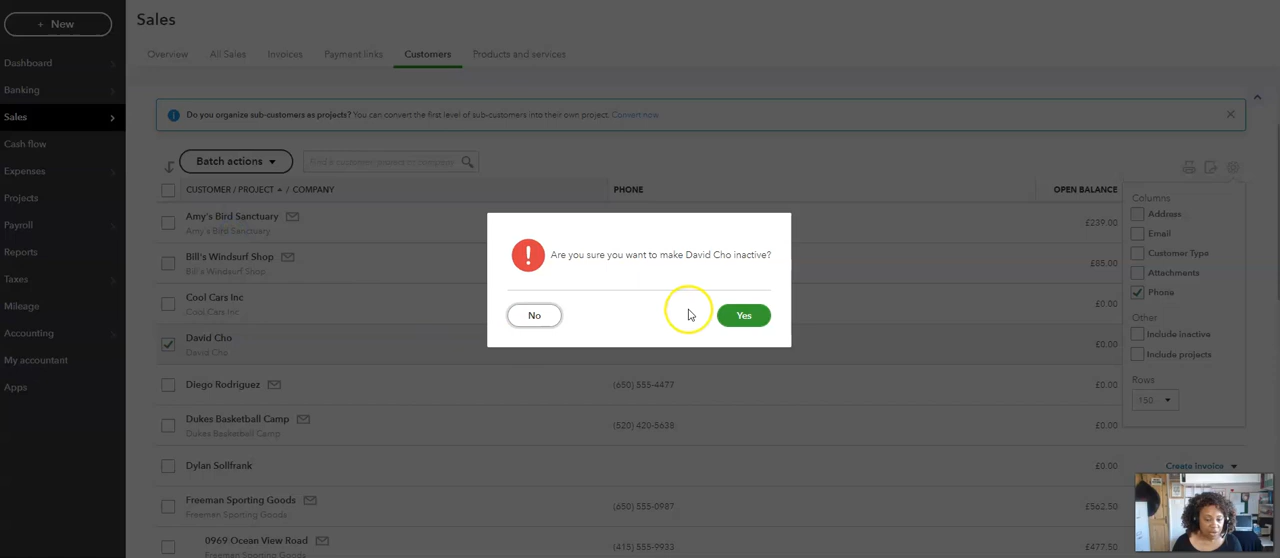 + New
Sales
Dashboard
Banking
Sales
Cash flow
Expenses
Projects
Payroll
Reports
Taxes
Mileage
Accounting
My accountant
Apps
Overview
All Sales
Invoices
Payment links
Customers
Products and services
Do you organize sub-customers as projects? You can convert the first level of sub-customers into their own project. Convert now
Batch actions
Find a customer
CUSTOMER / PROJECT / COMPANY
PHONE
OPEN BALANCE
Amy's Bird Sanctuary
Amy's Bird Sanctuary
£239.00
Bill's Windsurf Shop
Bill's Windsurf Shop
£85.00
Cool Cars Inc
Cool Cars Inc
£0.00
David Cho
David Cho
£0.00
Diego Rodriguez
(650) 555-4477
£0.00
Dukes Basketball Camp
Dukes Basketball Camp
(520) 420-5638
£0.00
Dylan Sollfrank
£0.00
Create invoice
Freeman Sporting Goods
Freeman Sporting Goods
(650) 555-0987
£562.50
0969 Ocean View Road
Freeman Sporting Goods
(415) 555-9933
£477.50
Columns
Address
Email
Customer Type
Attachments
Phone
Other
Include inactive
Include projects
Rows
150
Are you sure you want to make David Cho inactive?
No
Yes